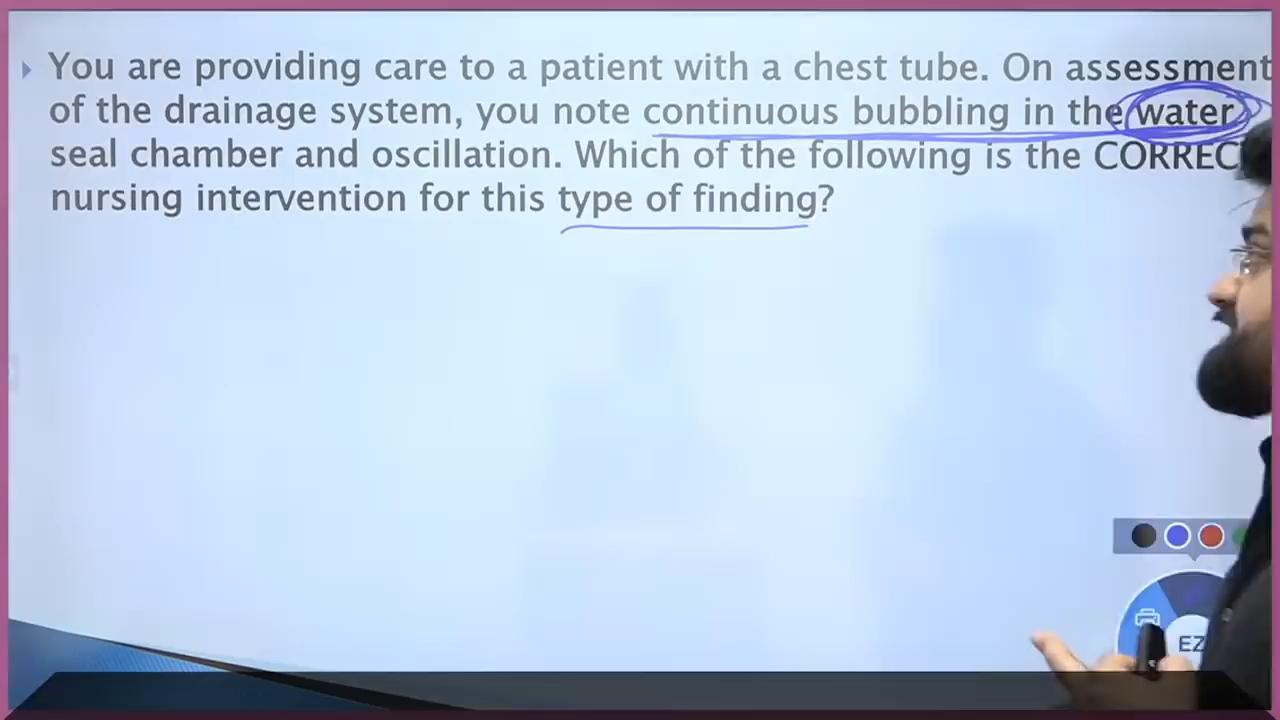 You are providing care to a patient with a chest tube. On assessment
of the drainage system, you note continuous bubbling in the water
seal chamber and oscillation. Which of the following is the CORREC
nursing intervention for this type of finding?
EZ